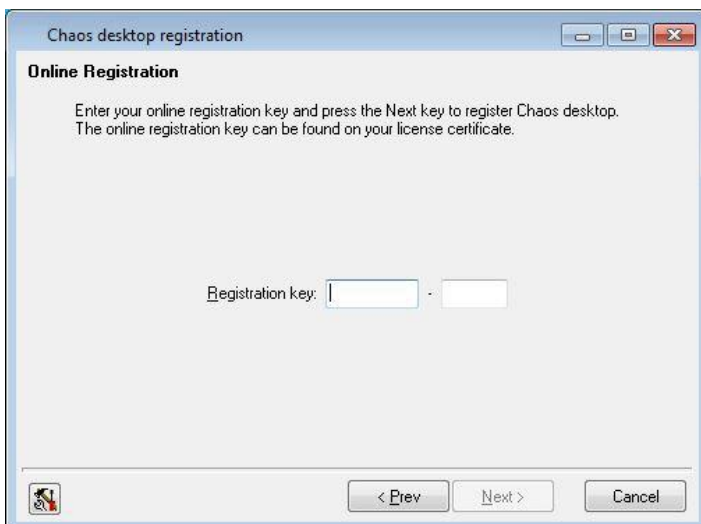 Chaos desktop registration
Online Registration
Enter your online registration key and press the Next key to register Chaos desktop.
The online registration key can be found on your license certificate.
Registration key: -
< Prev Next > Cancel